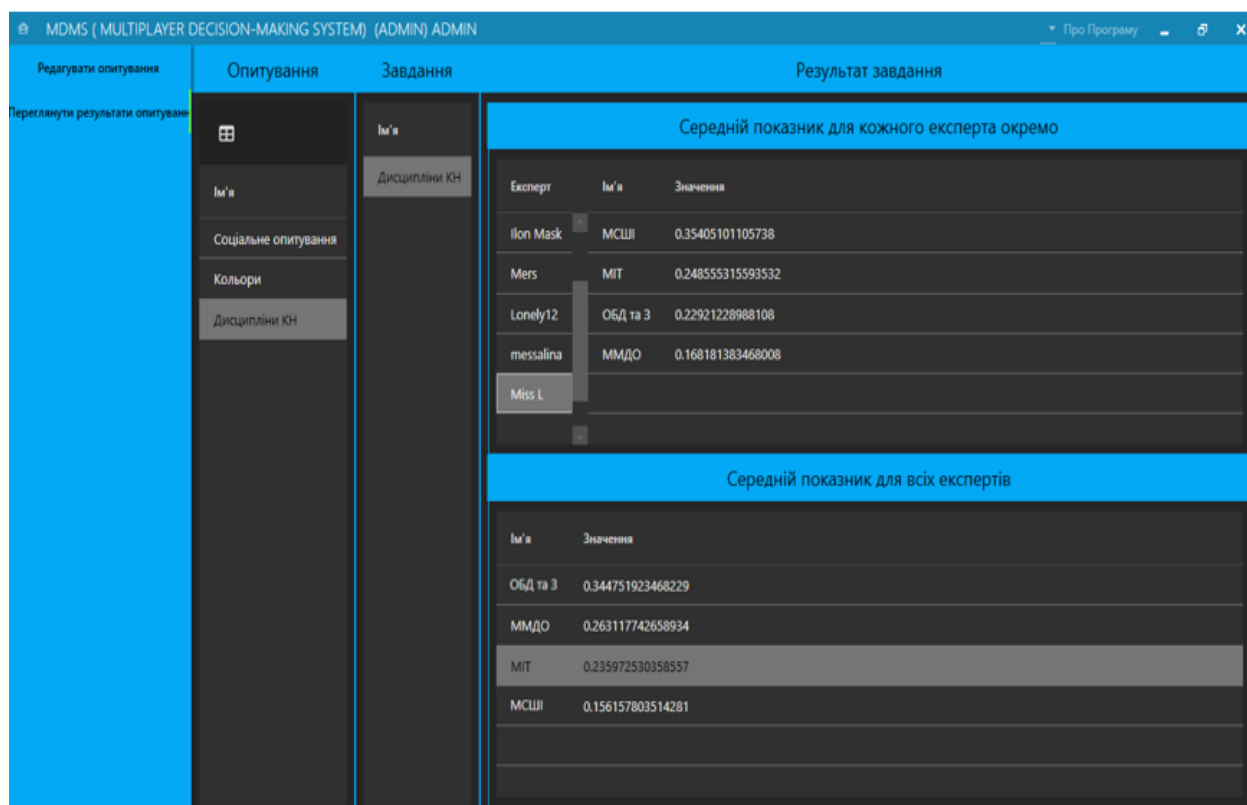 MDMS ( MULTIPLAYER DECISION-MAKING SYSTEM) (ADMIN) ADMIN
Про Програму
Редагувати опитування
Переглянути результати опитуван
Опитування
Завдання
Результат завдання
Ім'я
Соціальне опитування
Кольори
Дисципліни КН
Ім'я
Дисципліни КН
Середній показник для кожного експерта окремо
Експерт Ім'я Значення
Ilon Mask МСШІ 0.35405101105738
Mers МІТ 0.248555315593532
Lonely12 ОБД та З 0.22921228988108
messalina ММДО 0.168181383468008
Miss L
Середній показник для всіх експертів
Ім'я Значення
ОБД та З 0.344751923468229
ММДО 0.263117742658934
МІТ 0.235972530358557
МСШІ 0.156157803514281